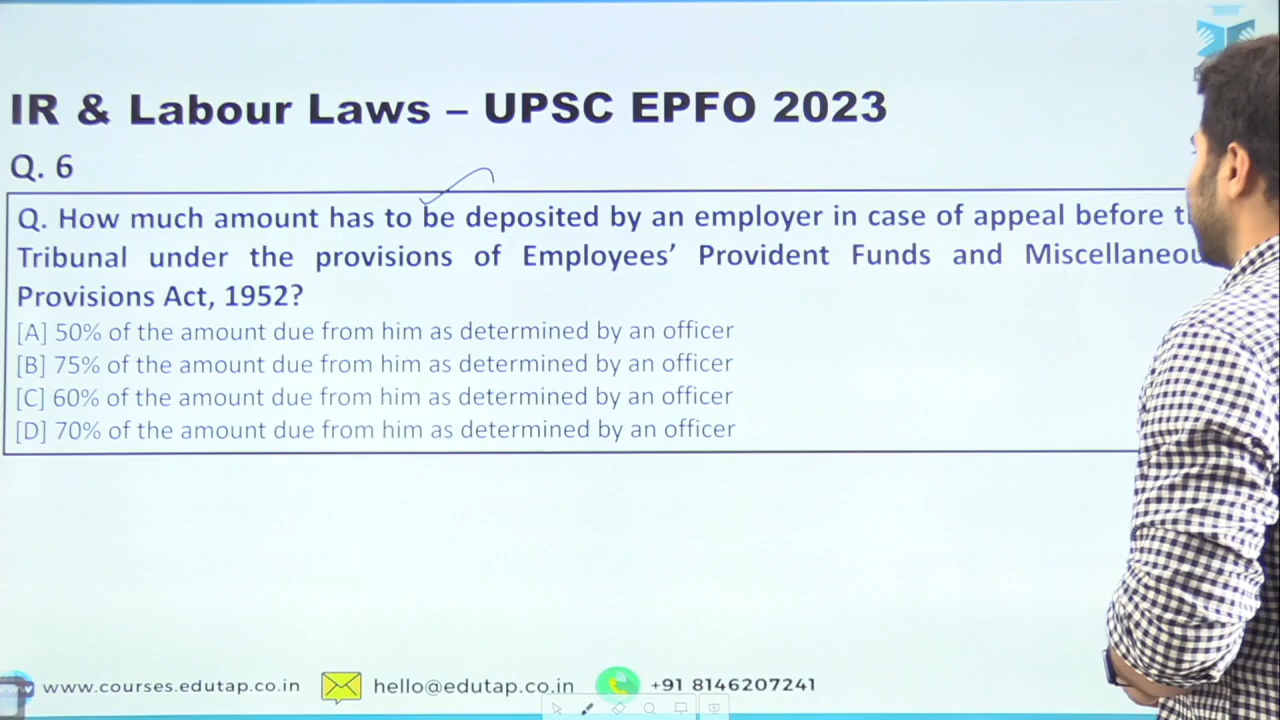 IR & Labour Laws – UPSC EPFO 2023
Q. 6
Q. How much amount has to be deposited by an employer in case of appeal before
Tribunal under the provisions of Employees’ Provident Funds and Miscellaneou
Provisions Act, 1952?
[A] 50% of the amount due from him as determined by an officer
[B] 75% of the amount due from him as determined by an officer
[C] 60% of the amount due from him as determined by an officer
[D] 70% of the amount due from him as determined by an officer
www.courses.edutap.co.in hello@edutap.co.in +91 8146207241